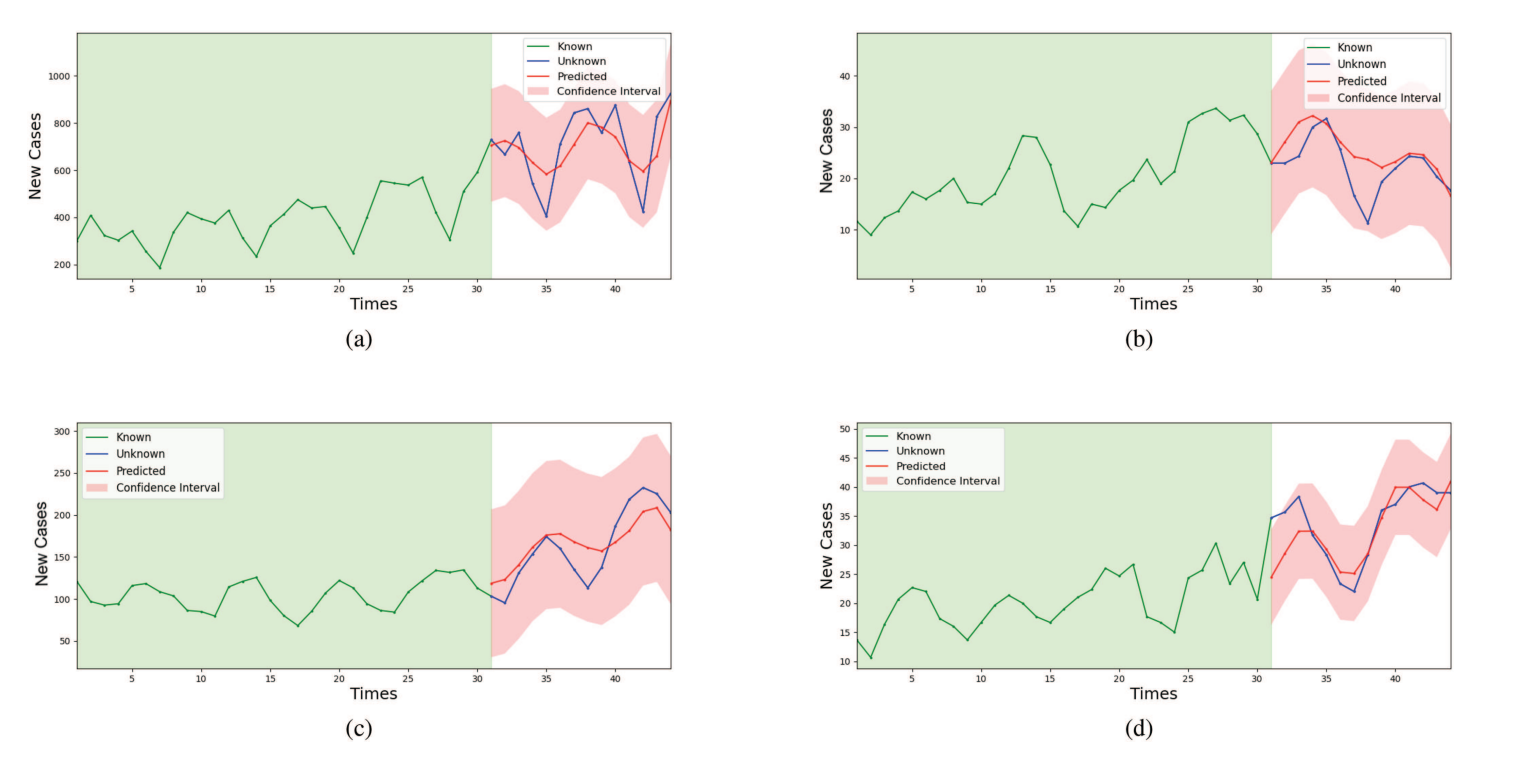 New Cases
1000
800
600
400
200
Known
Unknown
Predicted
Confidence Interval
5 10 15 20 25 30 35 40
Times
(a)
New Cases
40
30
20
10
Known
Unknown
Predicted
Confidence Interval
5 10 15 20 25 30 35 40
Times
(b)
New Cases
300
250
200
150
100
50
Known
Unknown
Predicted
Confidence Interval
5 10 15 20 25 30 35 40
Times
(c)
New Cases
50
45
40
35
30
25
20
15
10
Known
Unknown
Predicted
Confidence Interval
5 10 15 20 25 30 35 40
Times
(d)